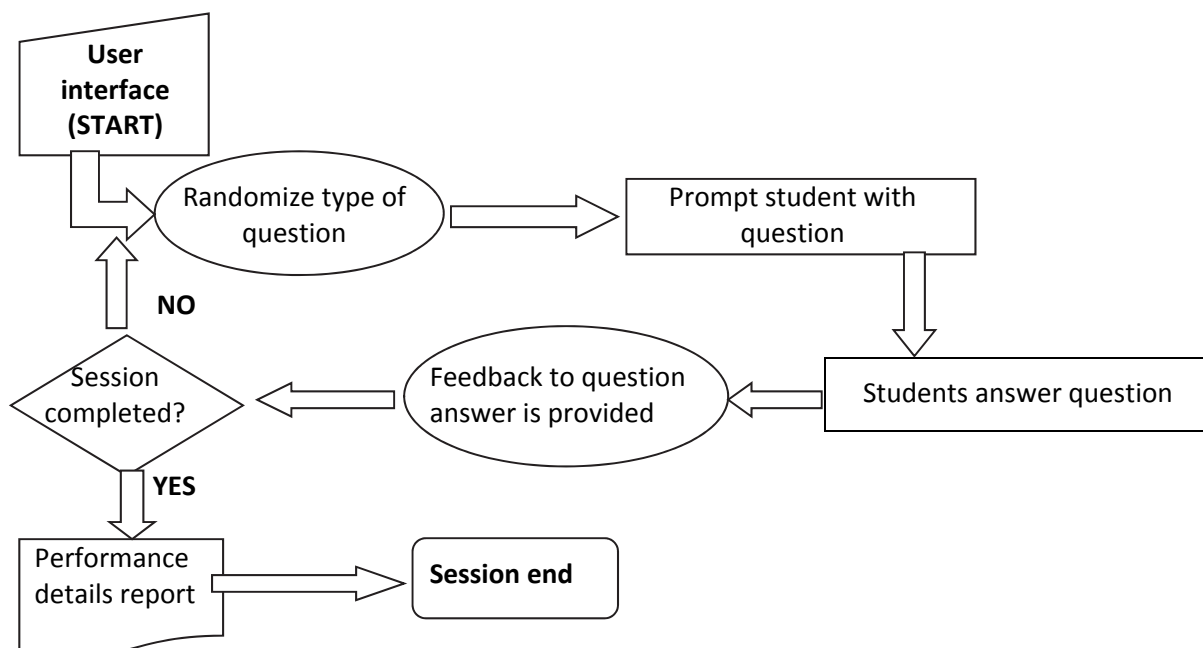 User
interface
(START)
Randomize type of
question
Prompt student with
question
NO
Session
completed?
Feedback to question
answer is provided
Students answer question
YES
Performance
details report
Session end